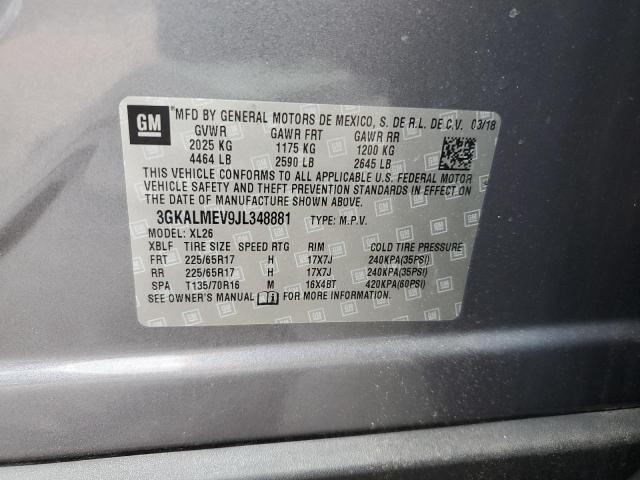 GM MFD BY GENERAL MOTORS DE MEXICO, S. DE R.L. DE C.V. 03/18
GVWR GAWR FRT GAWR RR
2025 KG 1175 KG 1200 KG
4464 LB 2590 LB 2645 LB
THIS VEHICLE CONFORMS TO ALL APPLICABLE U.S. FEDERAL MOTOR
VEHICLE SAFETY AND THEFT PREVENTION STANDARDS IN EFFECT ON
THE DATE OF MANUFACTURE SHOWN ABOVE.
3GKALMEV9JL348881 TYPE: M.P.V.
MODEL: XL26
XBLF TIRE SIZE SPEED RTG RIM COLD TIRE PRESSURE
FRT 225/65R17 H 17X7J 240KPA(35PSI)
RR 225/65R17 H 17X7J 240KPA(35PSI)
SPA T135/70R16 M 16X4BT 420KPA(60PSI)
SEE OWNER'S MANUAL FOR MORE INFORMATION.